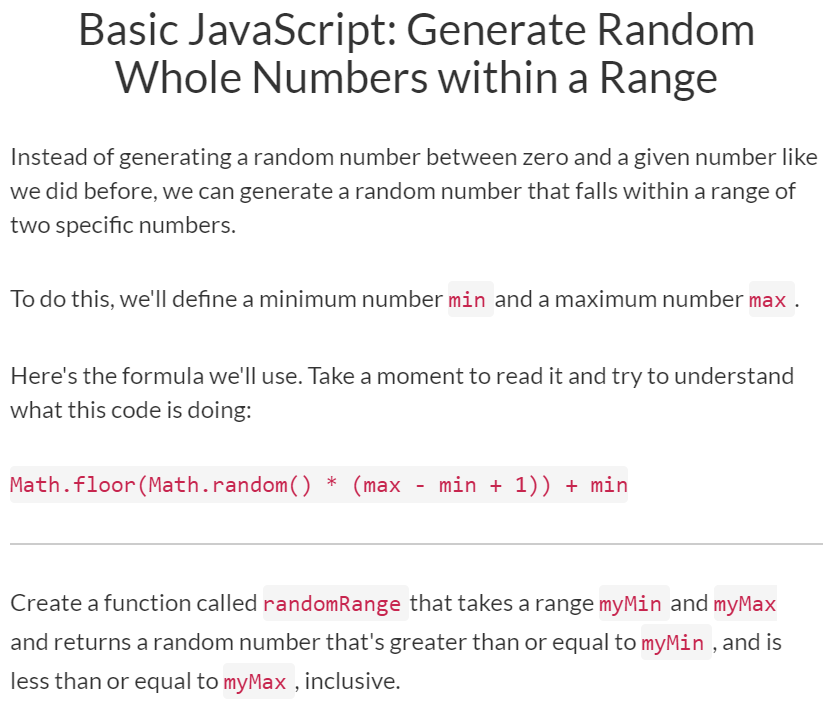 Basic JavaScript: Generate Random
Whole Numbers within a Range
Instead of generating a random number between zero and a given number like
we did before, we can generate a random number that falls within a range of
two specific numbers.
To do this, we'll define a minimum number min and a maximum number max .
Here's the formula we'll use. Take a moment to read it and try to understand
what this code is doing:
Math.floor(Math.random() * (max - min + 1)) + min
Create a function called randomRange that takes a range myMin and myMax
and returns a random number that's greater than or equal to myMin , and is
less than or equal to myMax , inclusive.